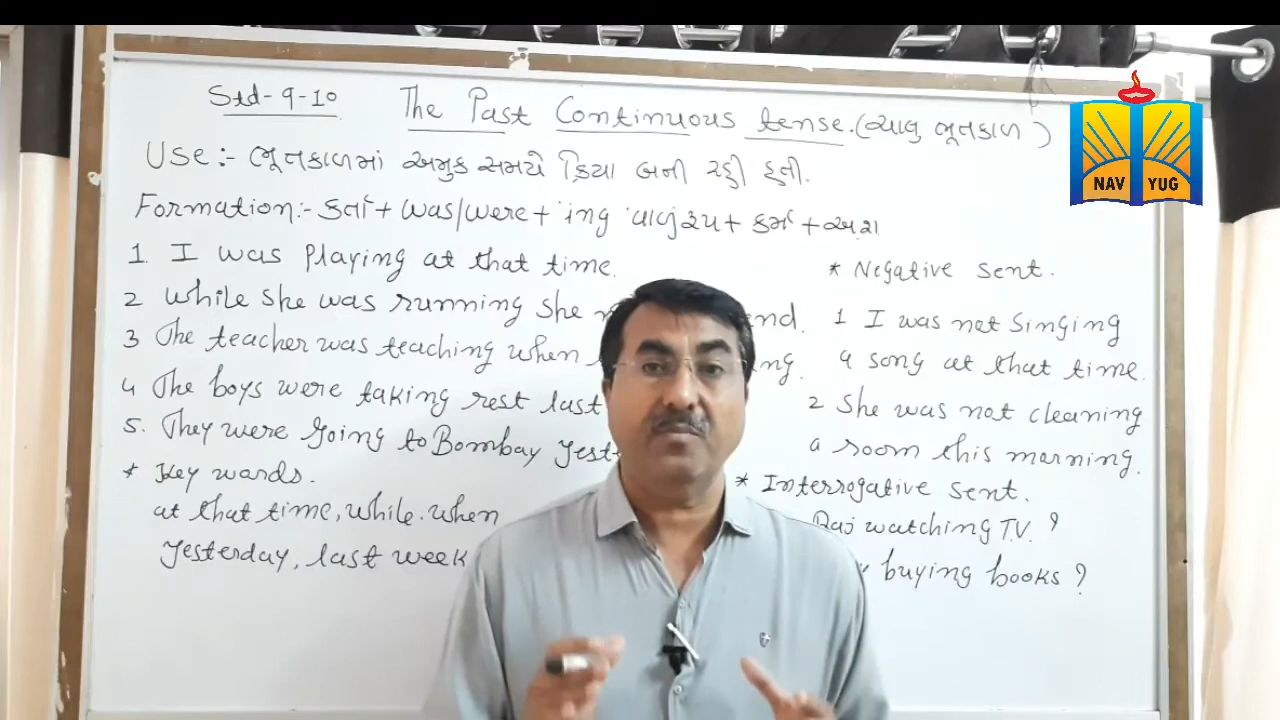 Std-9-10 The Past Continuous tense. (ચાલુ ભૂતકાળ)
Use :- ભૂતકાળમાં અમુક સમયે ક્રિયા બની રહી હતી.
Formation:- કર્તા + was/were + ing વાળું રૂપ + કર્મ +
1. I was playing at that time.
2 While she was running she
3 The teacher was teaching when
4 The boys were taking rest last
5. They were going to Bombay
* Key words.
at that time, while. when
Yesterday, last week
* Negative sent.
1 I was not singing
a song at that time.
2 She was not cleaning
a room this morning.
* Interrogative sent.
Raj watching T.V. ?
buying books ?
NAV YUG